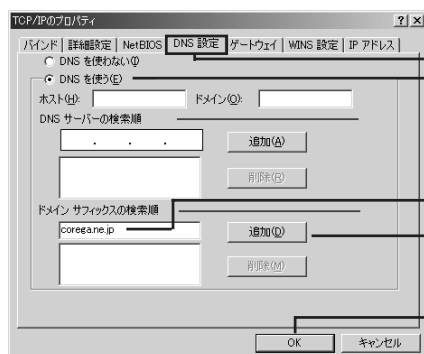 TCP/IPのプロパティ
バインド 詳細設定 NetBIOS DNS 設定 ゲートウェイ WINS 設定 IP アドレス
DNS を使わない(I)
DNS を使う(E)
ホスト(H): ドメイン(O):
DNS サーバーの検索順
. . . 追加(A)
削除(R)
ドメイン サフィックスの検索順
corega.ne.jp 追加(D)
削除(M)
OK キャンセル